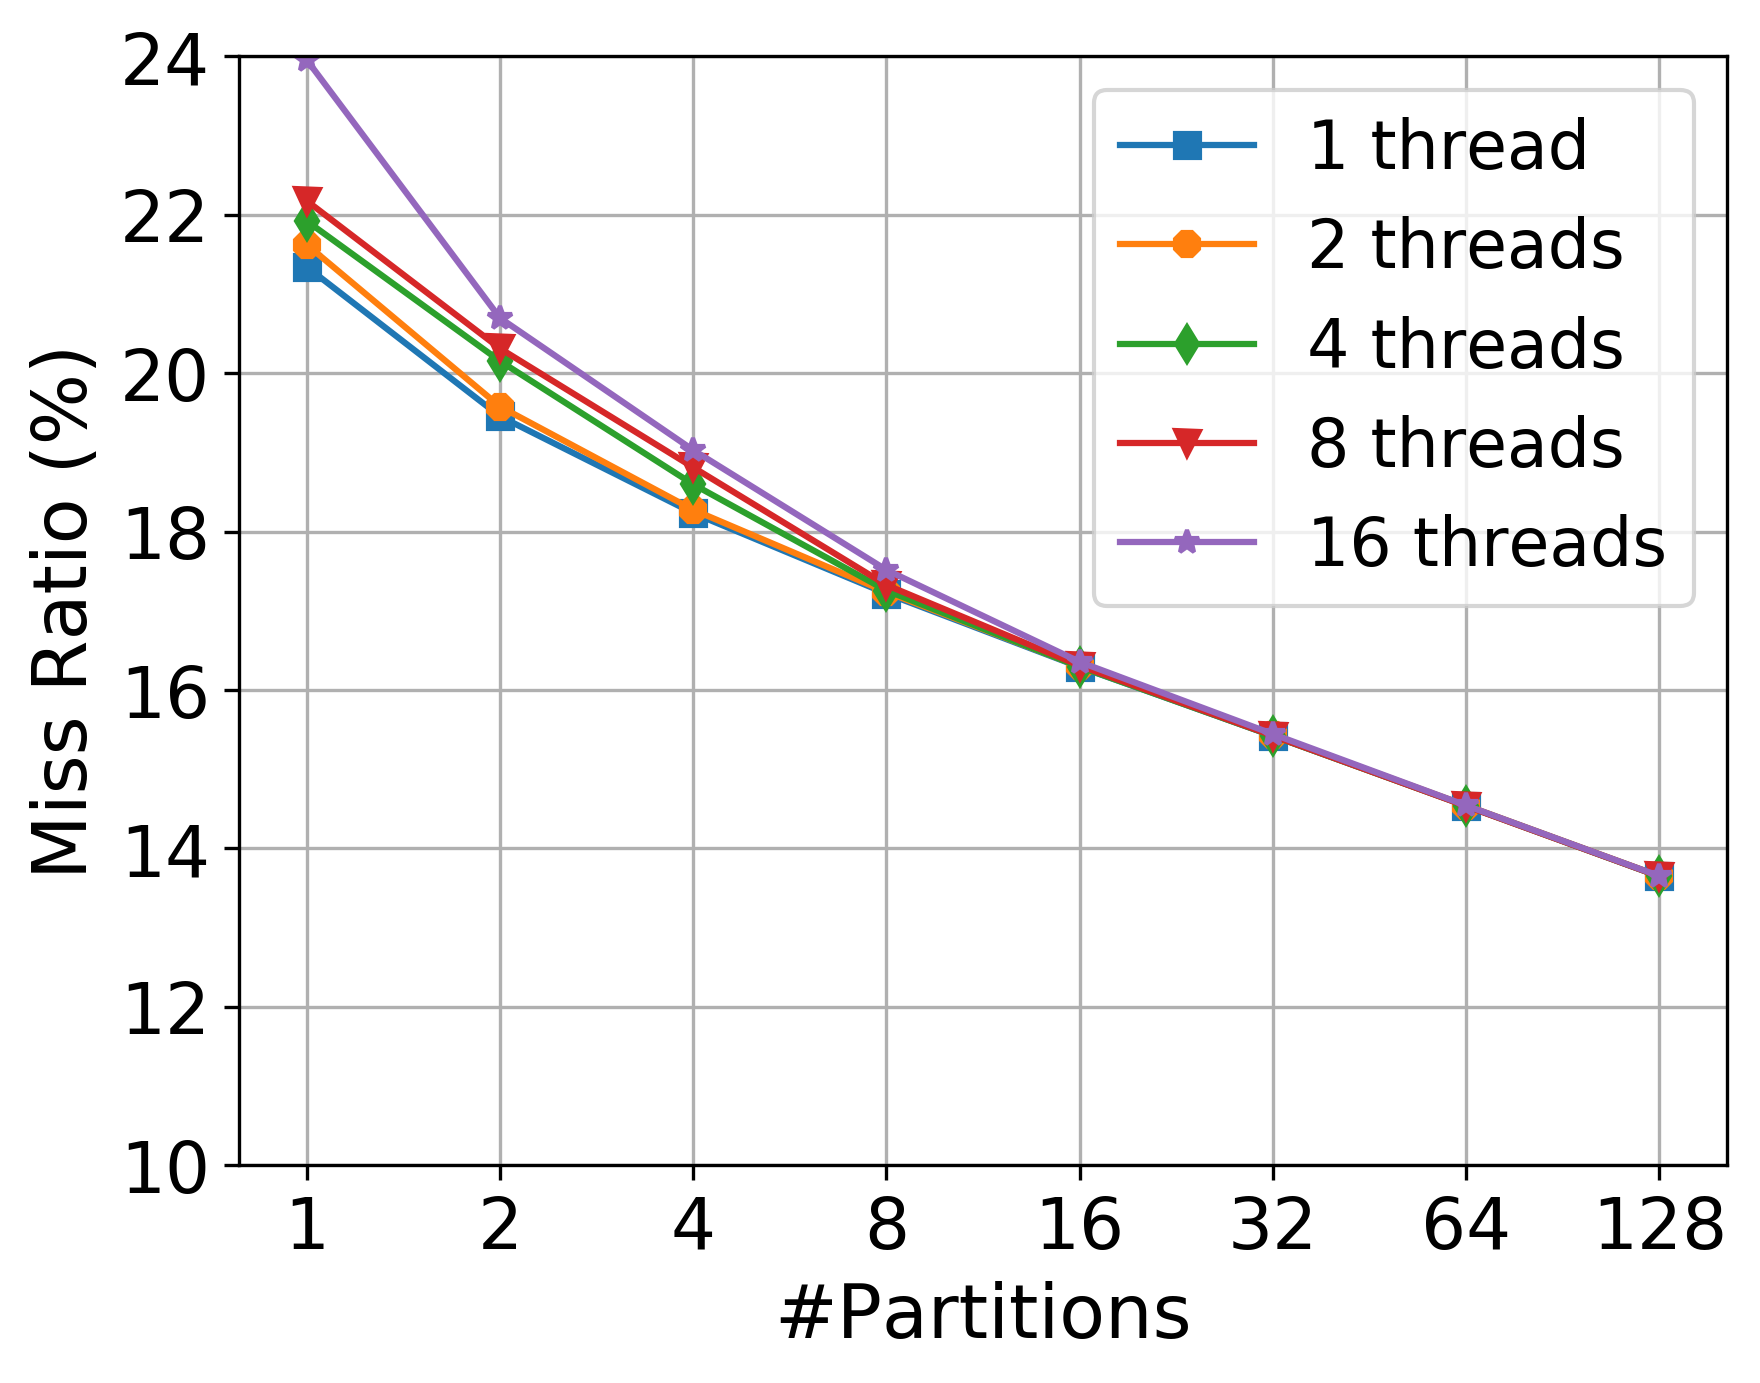 24
22
20
18
16
14
12
10
Miss Ratio (%)
1 thread
2 threads
4 threads
8 threads
16 threads
1 2 4 8 16 32 64 128
#Partitions